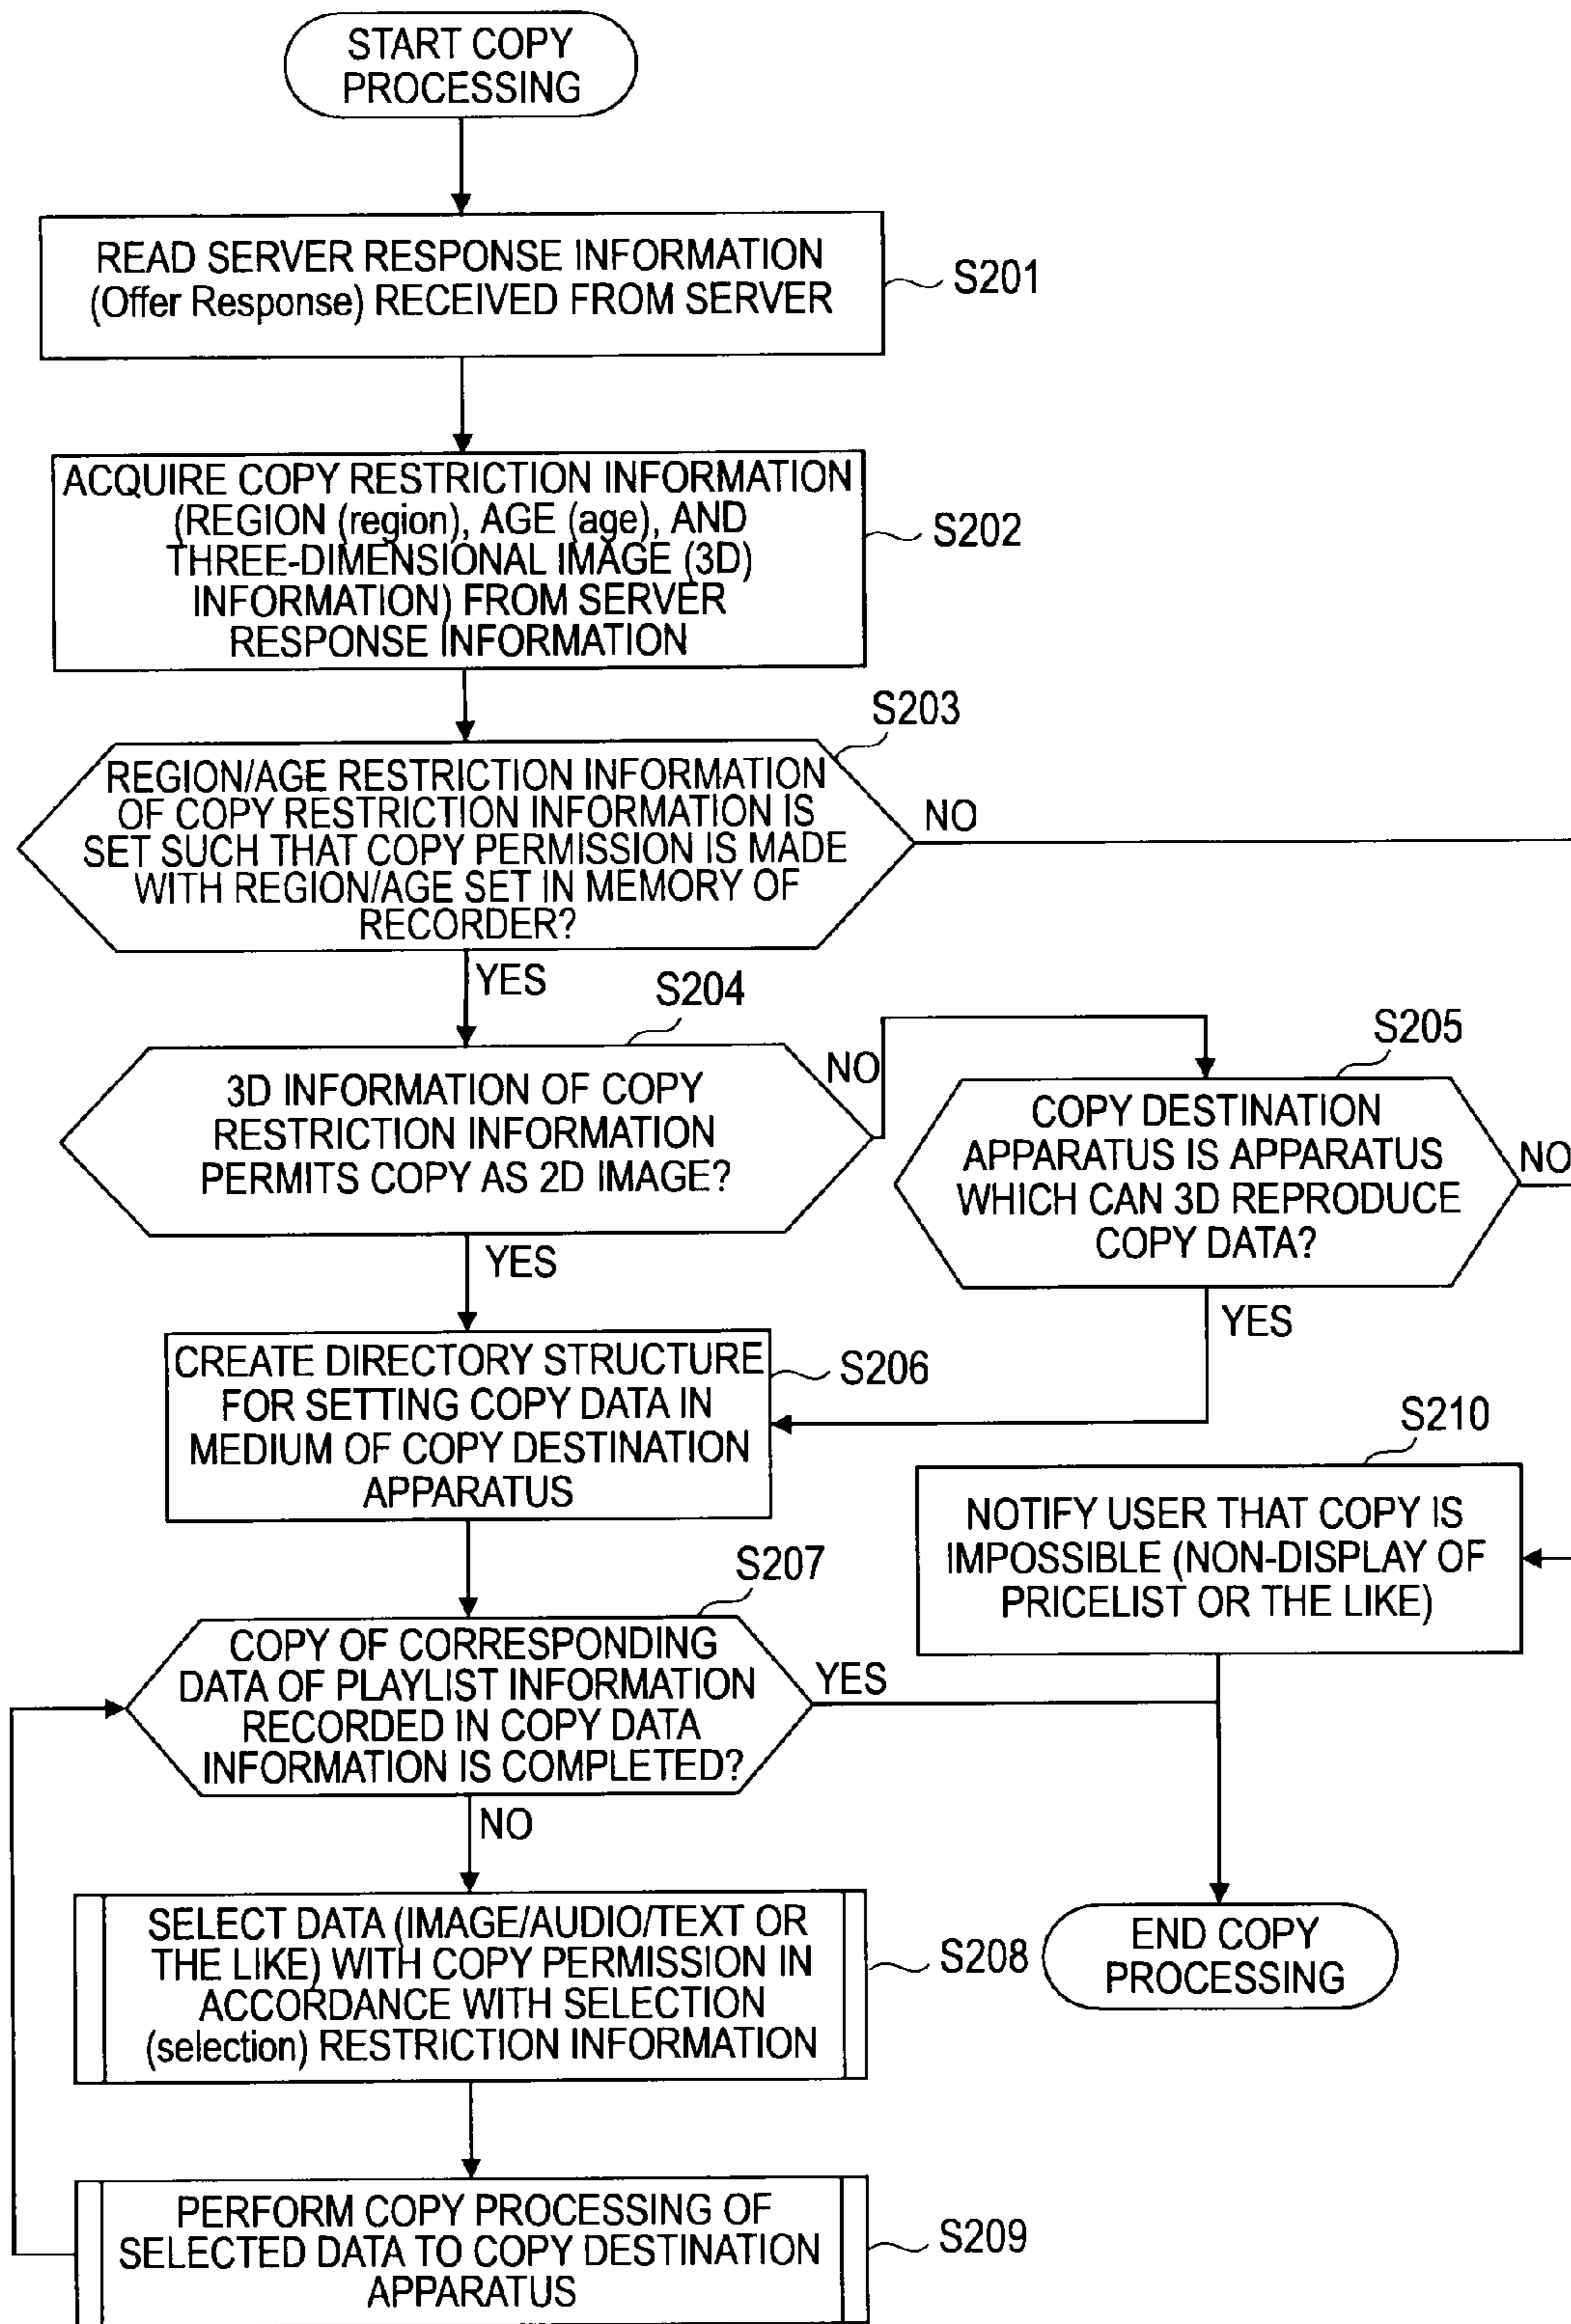 START COPY
PROCESSING
READ SERVER RESPONSE INFORMATION
(Offer Response) RECEIVED FROM SERVER
S201
ACQUIRE COPY RESTRICTION INFORMATION
(REGION (region), AGE (age), AND
THREE-DIMENSIONAL IMAGE (3D)
INFORMATION) FROM SERVER
RESPONSE INFORMATION
S202
S203
REGION/AGE RESTRICTION INFORMATION
OF COPY RESTRICTION INFORMATION IS
SET SUCH THAT COPY PERMISSION IS MADE
WITH REGION/AGE SET IN MEMORY OF
RECORDER?
NO
YES
S204
3D INFORMATION OF COPY
RESTRICTION INFORMATION
PERMITS COPY AS 2D IMAGE?
NO
S205
COPY DESTINATION
APPARATUS IS APPARATUS
WHICH CAN 3D REPRODUCE
COPY DATA?
NO
YES
YES
CREATE DIRECTORY STRUCTURE
FOR SETTING COPY DATA IN
MEDIUM OF COPY DESTINATION
APPARATUS
S206
S210
NOTIFY USER THAT COPY IS
IMPOSSIBLE (NON-DISPLAY OF
PRICELIST OR THE LIKE)
S207
COPY OF CORRESPONDING
DATA OF PLAYLIST INFORMATION
RECORDED IN COPY DATA
INFORMATION IS COMPLETED?
YES
NO
SELECT DATA (IMAGE/AUDIO/TEXT OR
THE LIKE) WITH COPY PERMISSION IN
ACCORDANCE WITH SELECTION
(selection) RESTRICTION INFORMATION
S208
END COPY
PROCESSING
PERFORM COPY PROCESSING OF
SELECTED DATA TO COPY DESTINATION
APPARATUS
S209